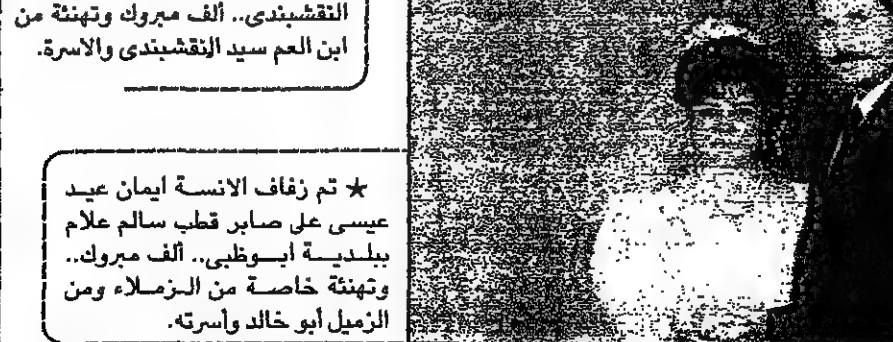 النقشبندى.. ألف مبروك وتهنئة من
ابن العم سيد النقشبندى والاسرة.
★ تم زفاف الانسة ايمان عيد
عيسى على صابر قطب سالم علام
ببلدية أبوظبى.. ألف مبروك..
وتهنئة خاصة من الزملاء ومن
الزميل أبو خالد وأسرته.